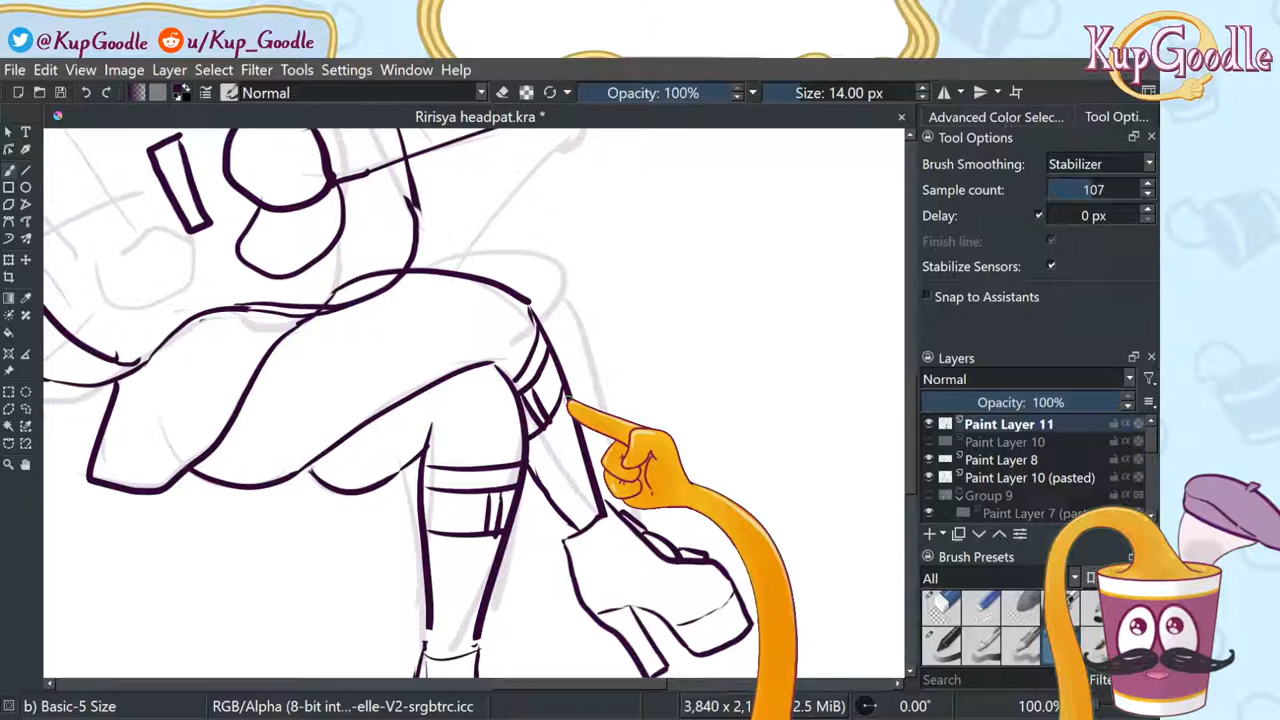 @KupGoodle u/Kup_Goodle
KupGoodle
File Edit View Image Layer Select Filter Tools Settings Window Help
Normal Opacity: 100% Size: 14.00 px
Ririsya headpat.kra *
Advanced Color Selec... Tool Opti...
Tool Options
Brush Smoothing: Stabilizer
Sample count: 107
Delay: 0 px
Finish line:
Stabilize Sensors:
Snap to Assistants
Layers
Normal
Opacity: 100%
Paint Layer 11
Paint Layer 10
Paint Layer 8
Paint Layer 10 (pasted)
Group 9
Paint Layer 7 (pas
Brush Presets
All
Search Filte
b) Basic-5 Size RGB/Alpha (8-bit int...-elle-V2-srgbtrc.icc 3,840 x 2,1 2.5 MiB) 0.00° 100.0%